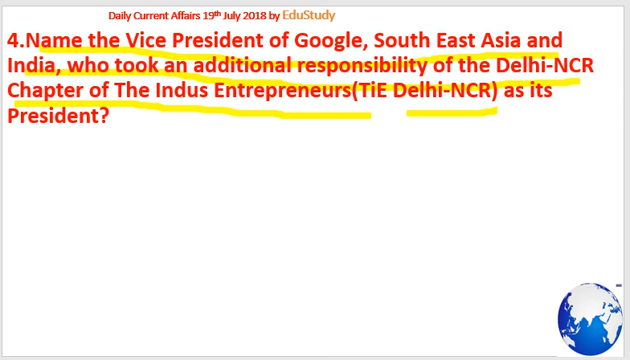 Daily Current Affairs 19th July 2018 by EduStudy
4.Name the Vice President of Google, South East Asia and
India, who took an additional responsibility of the Delhi-NCR
Chapter of The Indus Entrepreneurs(TiE Delhi-NCR) as its
President?